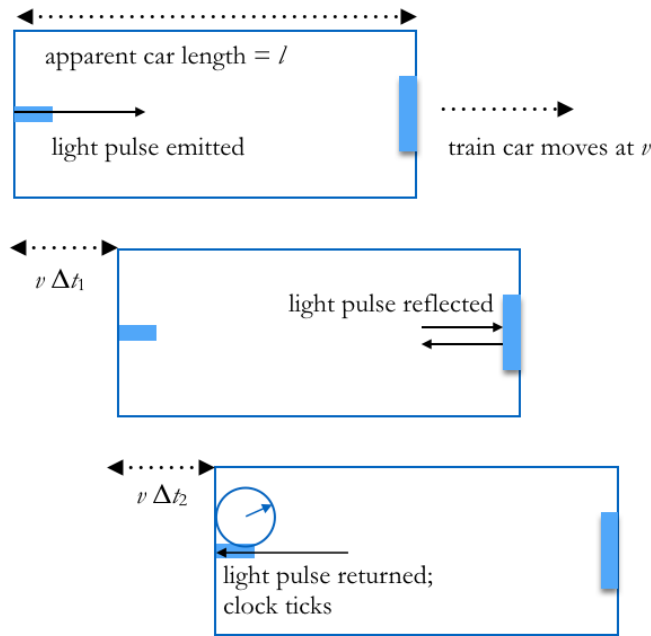 apparent car length = l
light pulse emitted
train car moves at v
v Δt₁
light pulse reflected
v Δt₂
light pulse returned;
clock ticks